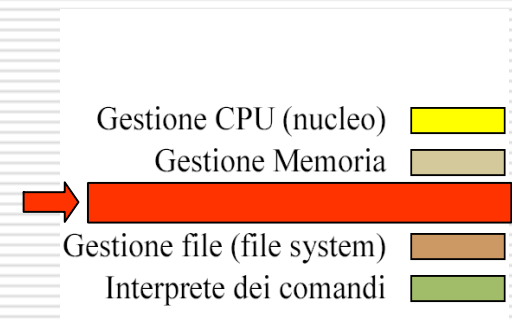 Gestione CPU (nucleo)
Gestione Memoria
Gestione file (file system)
Interprete dei comandi